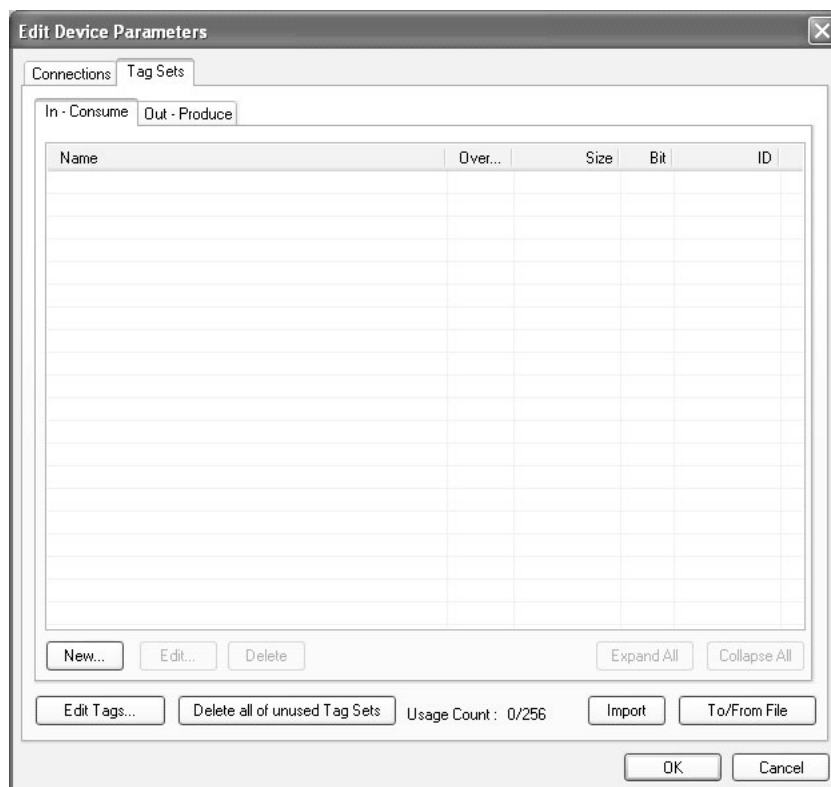 Edit Device Parameters
Connections Tag Sets
In - Consume Out - Produce
Name Over... Size Bit ID
New... Edit... Delete Expand All Collapse All
Edit Tags... Delete all of unused Tag Sets Usage Count : 0/256 Import To/From File
OK Cancel